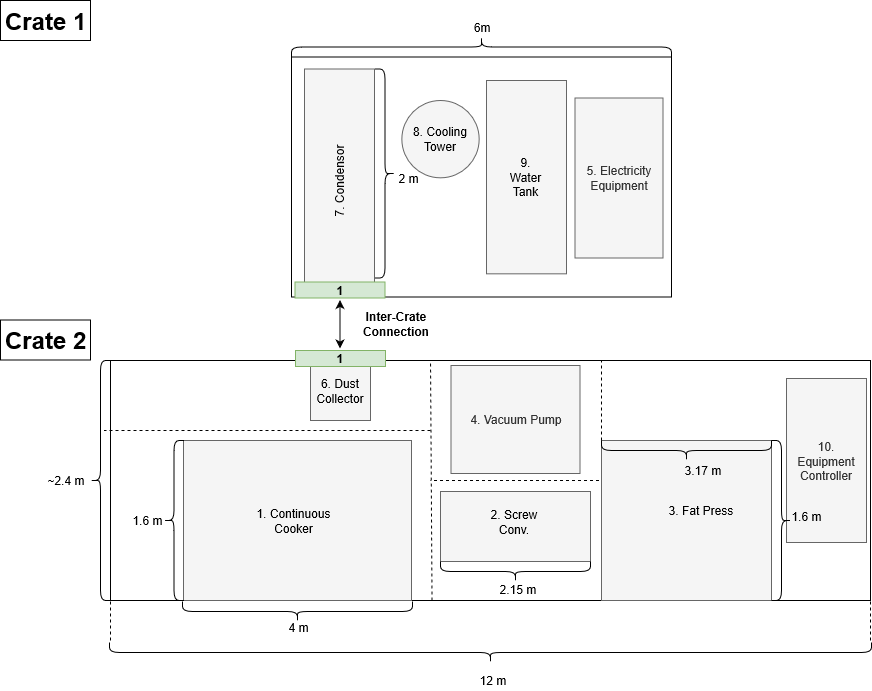 Crate 1
6m
7. Condensor
2 m
8. Cooling
Tower
9.
Water
Tank
5. Electricity
Equipment
1
Inter-Crate
Connection
Crate 2
1
6. Dust
Collector
4. Vacuum Pump
10.
Equipment
Controller
~2.4 m
1.6 m
1. Continuous
Cooker
2. Screw
Conv.
3.17 m
3. Fat Press
1.6 m
2.15 m
4 m
12 m